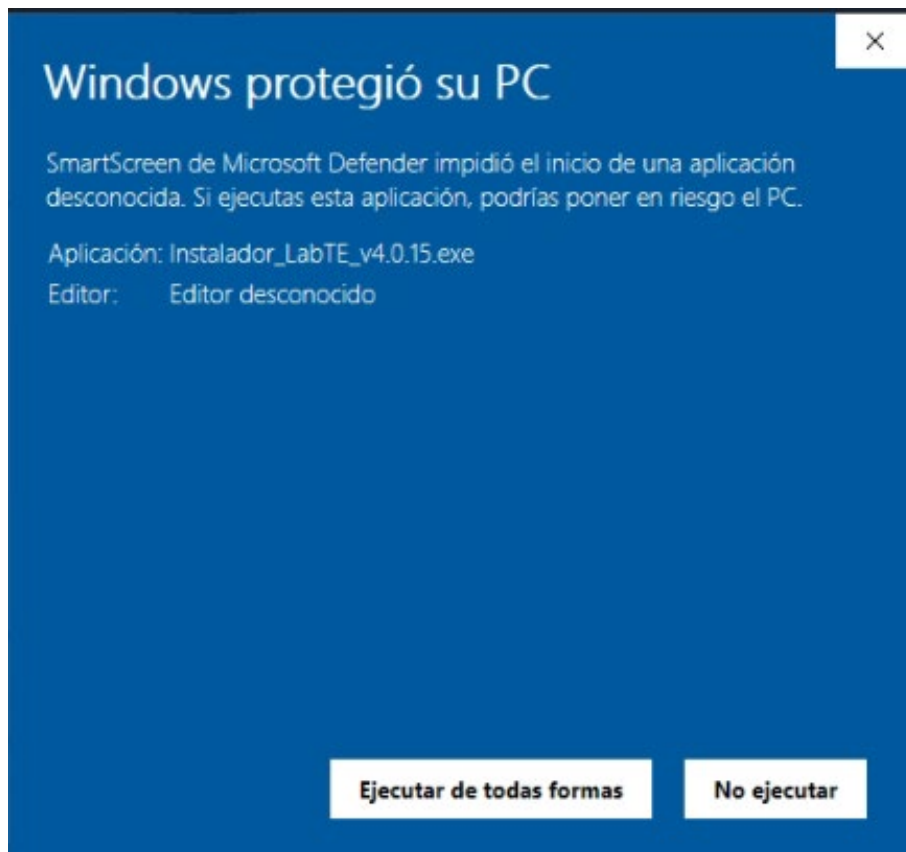 Windows protegió su PC
SmartScreen de Microsoft Defender impidió el inicio de una aplicación
desconocida. Si ejecutas esta aplicación, podrías poner en riesgo el PC.
Aplicación: Instalador_LabTE_v4.0.15.exe
Editor: Editor desconocido
Ejecutar de todas formas
No ejecutar